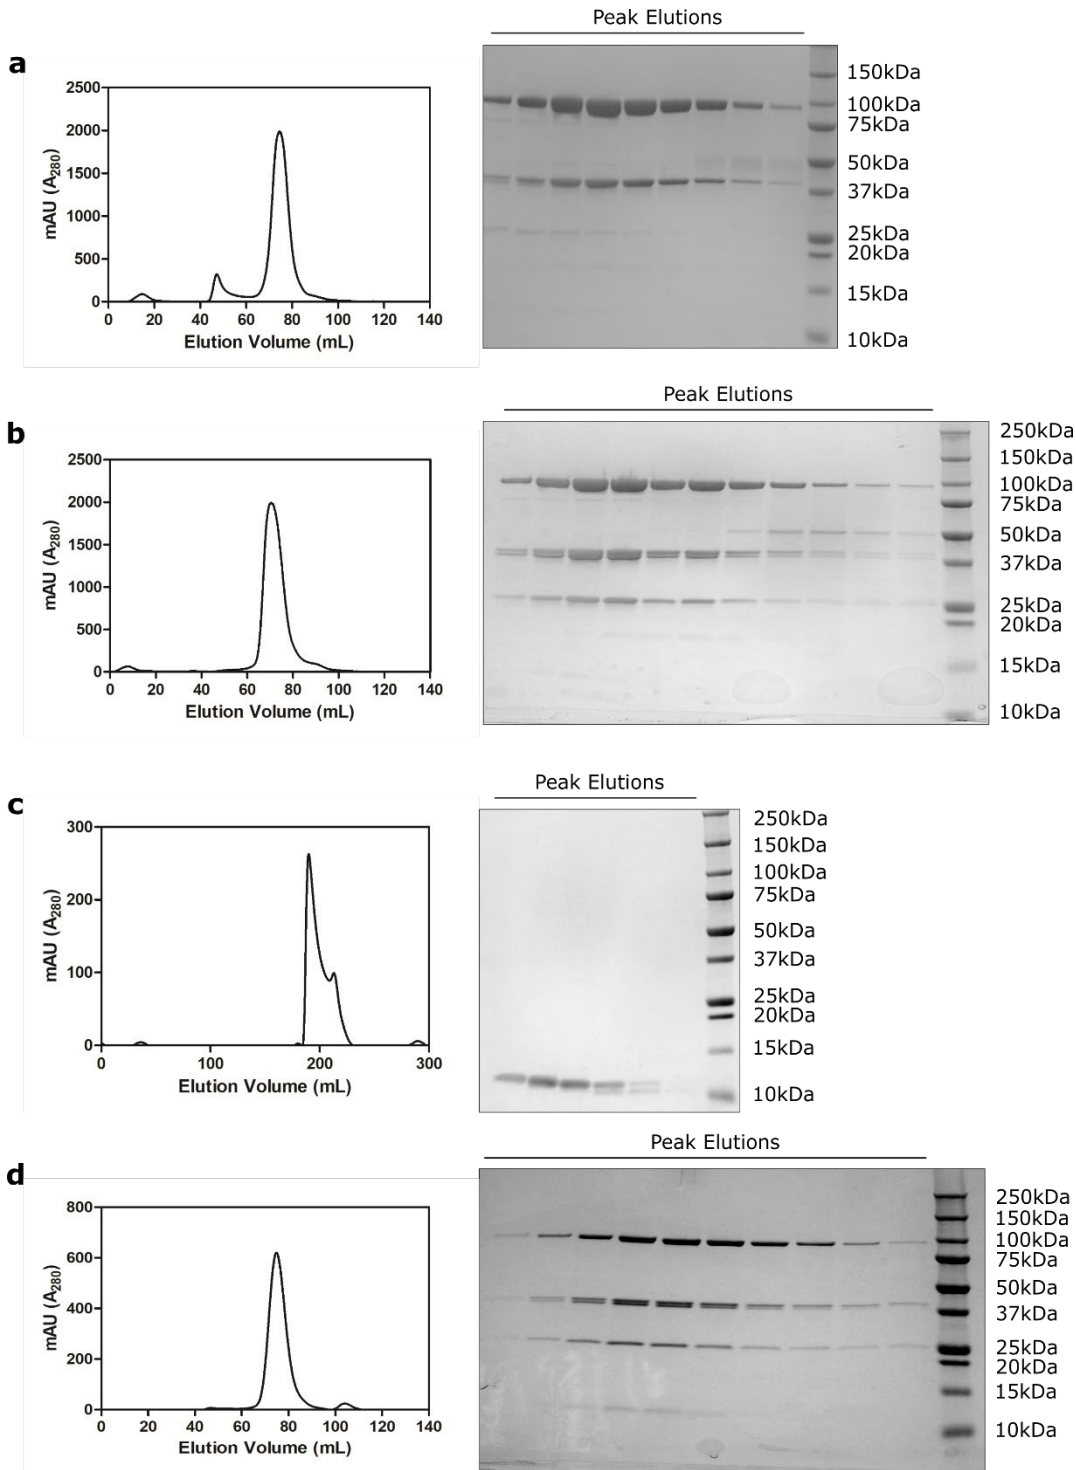 Peak Elutions
a
2500
2000
1500
1000
500
0
mAU (A280)
0 20 40 60 80 100 120 140
Elution Volume (mL)
150kDa
100kDa
75kDa
50kDa
37kDa
25kDa
20kDa
15kDa
10kDa
Peak Elutions
b
2500
2000
1500
1000
500
0
mAU (A280)
0 20 40 60 80 100 120 140
Elution Volume (mL)
250kDa
150kDa
100kDa
75kDa
50kDa
37kDa
25kDa
20kDa
15kDa
10kDa
Peak Elutions
c
300
200
100
0
mAU (A280)
0 100 200 300
Elution Volume (mL)
250kDa
150kDa
100kDa
75kDa
50kDa
37kDa
25kDa
20kDa
15kDa
10kDa
Peak Elutions
d
800
600
400
200
0
mAU (A280)
0 20 40 60 80 100 120 140
Elution Volume (mL)
250kDa
150kDa
100kDa
75kDa
50kDa
37kDa
25kDa
20kDa
15kDa
10kDa